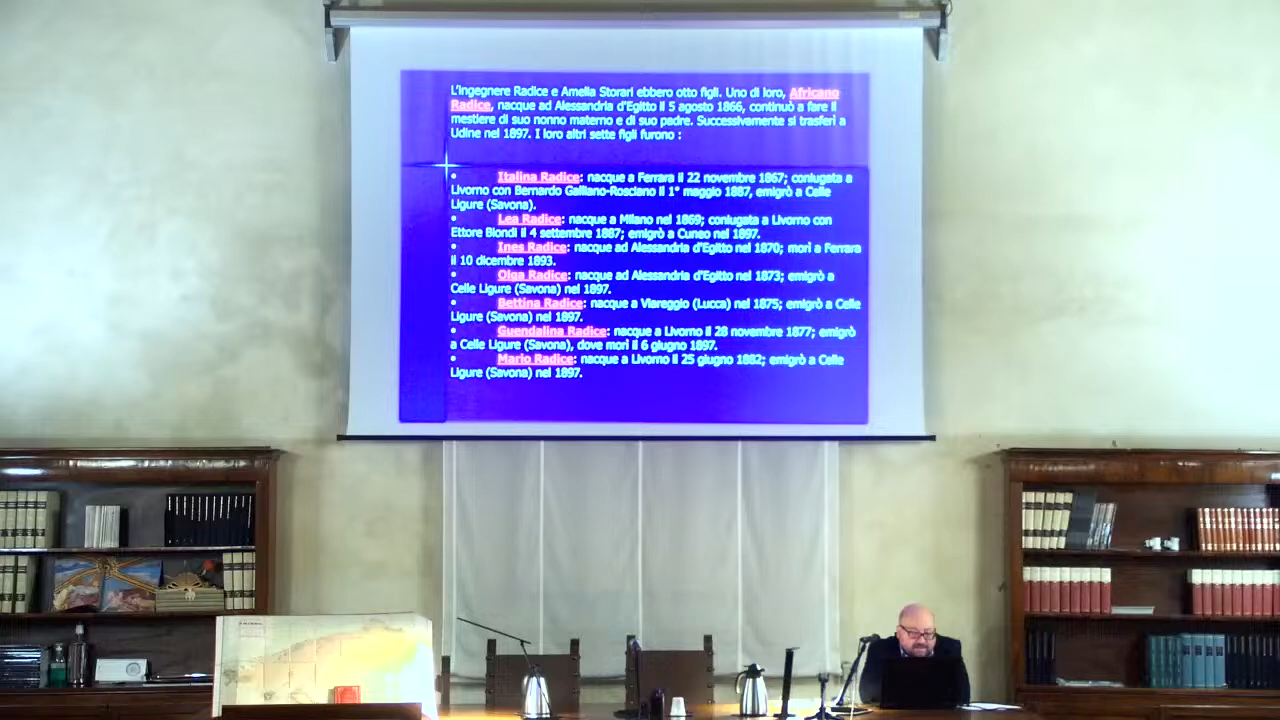 L'ingegnere Radice e Amelia Storari ebbero otto figli. Uno di loro, Africano
Radice, nacque ad Alessandria d'Egitto il 5 agosto 1866, continuò a fare il
mestiere di suo nonno materno e di suo padre. Successivamente si trasferì a
Udine nel 1897. I loro altri sette figli furono :
• Italina Radice: nacque a Ferrara il 22 novembre 1867; coniugata a
Livorno con Bernardo Galliano-Rosciano il 1° maggio 1887, emigrò a Celle
Ligure (Savona).
• Lea Radice: nacque a Milano nel 1869; coniugata a Livorno con
Ettore Biondi il 4 settembre 1887; emigrò a Cuneo nel 1897.
• Ines Radice: nacque ad Alessandria d'Egitto nel 1870; morì a Ferrara
il 10 dicembre 1893.
• Olga Radice: nacque ad Alessandria d'Egitto nel 1873; emigrò a
Celle Ligure (Savona) nel 1897.
• Bettina Radice: nacque a Viareggio (Lucca) nel 1875; emigrò a Celle
Ligure (Savona) nel 1897.
• Guendalina Radice: nacque a Livorno il 28 novembre 1877; emigrò
a Celle Ligure (Savona), dove morì il 6 giugno 1897.
• Mario Radice: nacque a Livorno il 25 giugno 1882; emigrò a Celle
Ligure (Savona) nel 1897.